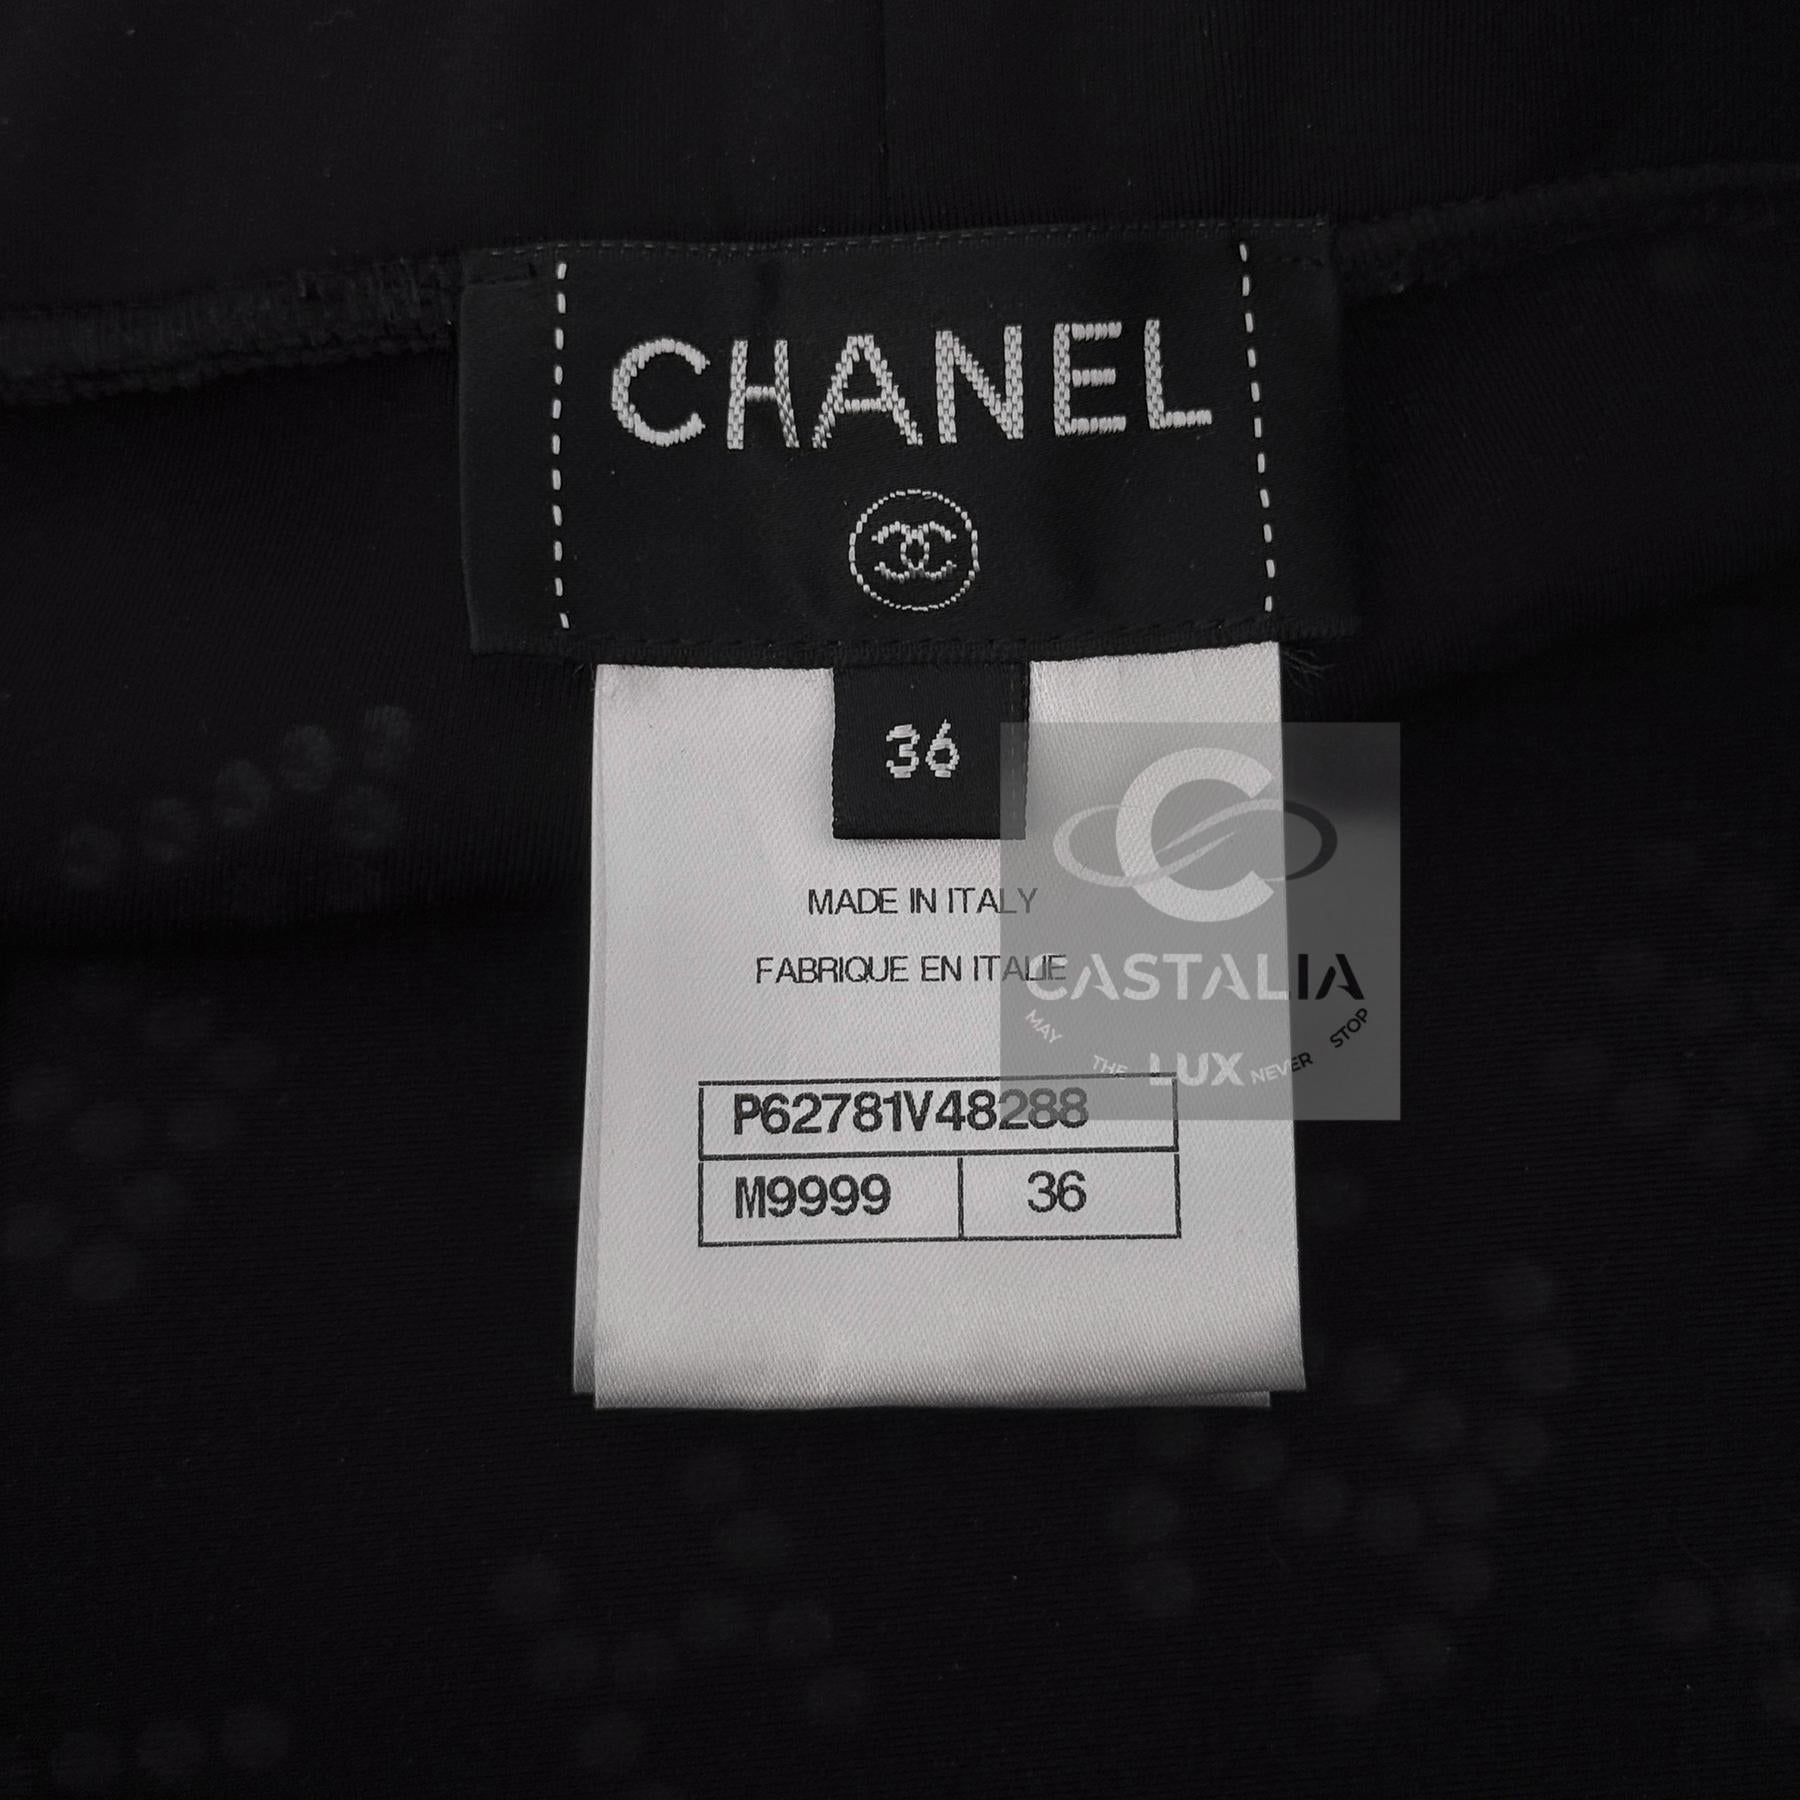 CHANEL
36
MADE IN ITALY
FABRIQUE EN ITALIE
P62781V48288
M9999 36
C
CASTALIA
MAY THE LUX NEVER STOP